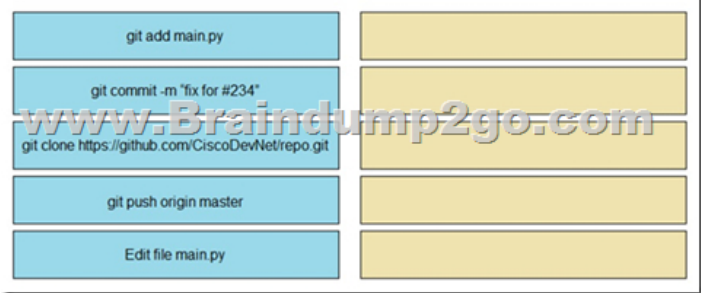 git add main.py
git commit -m "fix for #234"
www.Braindump2go.com
git clone https://github.com/CiscoDevNet/repo.git
git push origin master
Edit file main.py